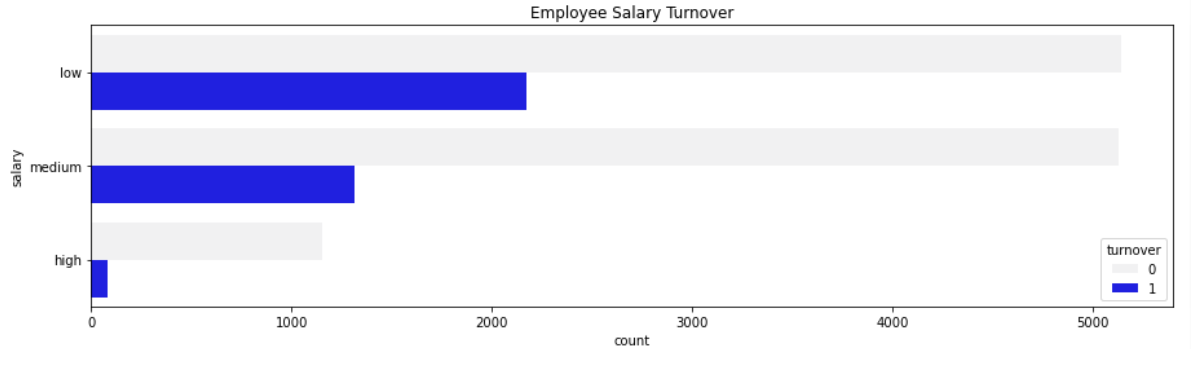 Employee Salary Turnover
low
medium
high
salary
turnover
0
1
0 1000 2000 3000 4000 5000
count